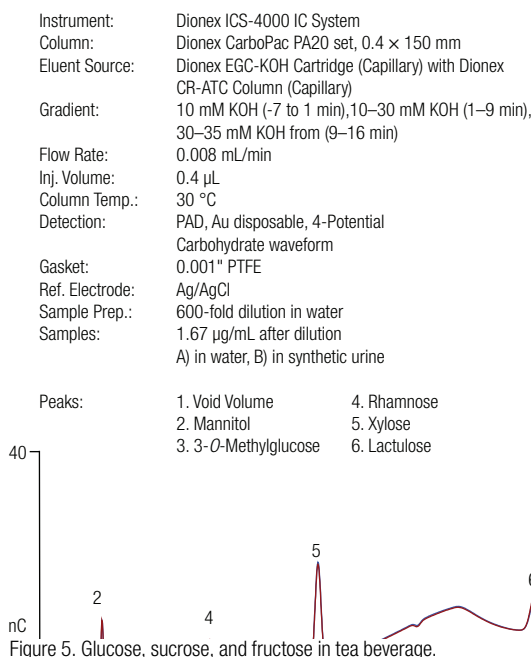 Instrument: Dionex ICS-4000 IC System
Column: Dionex CarboPac PA20 set, 0.4 × 150 mm
Eluent Source: Dionex EGC-KOH Cartridge (Capillary) with Dionex
CR-ATC Column (Capillary)
Gradient: 10 mM KOH (-7 to 1 min),10–30 mM KOH (1–9 min),
30–35 mM KOH from (9–16 min)
Flow Rate: 0.008 mL/min
Inj. Volume: 0.4 µL
Column Temp.: 30 °C
Detection: PAD, Au disposable, 4-Potential
Carbohydrate waveform
Gasket: 0.001" PTFE
Ref. Electrode: Ag/AgCl
Sample Prep.: 600-fold dilution in water
Samples: 1.67 µg/mL after dilution
A) in water, B) in synthetic urine
Peaks: 1. Void Volume 4. Rhamnose
2. Mannitol 5. Xylose
3. 3-O-Methylglucose 6. Lactulose
40
5
6
2
4
nC
Figure 5. Glucose, sucrose, and fructose in tea beverage.